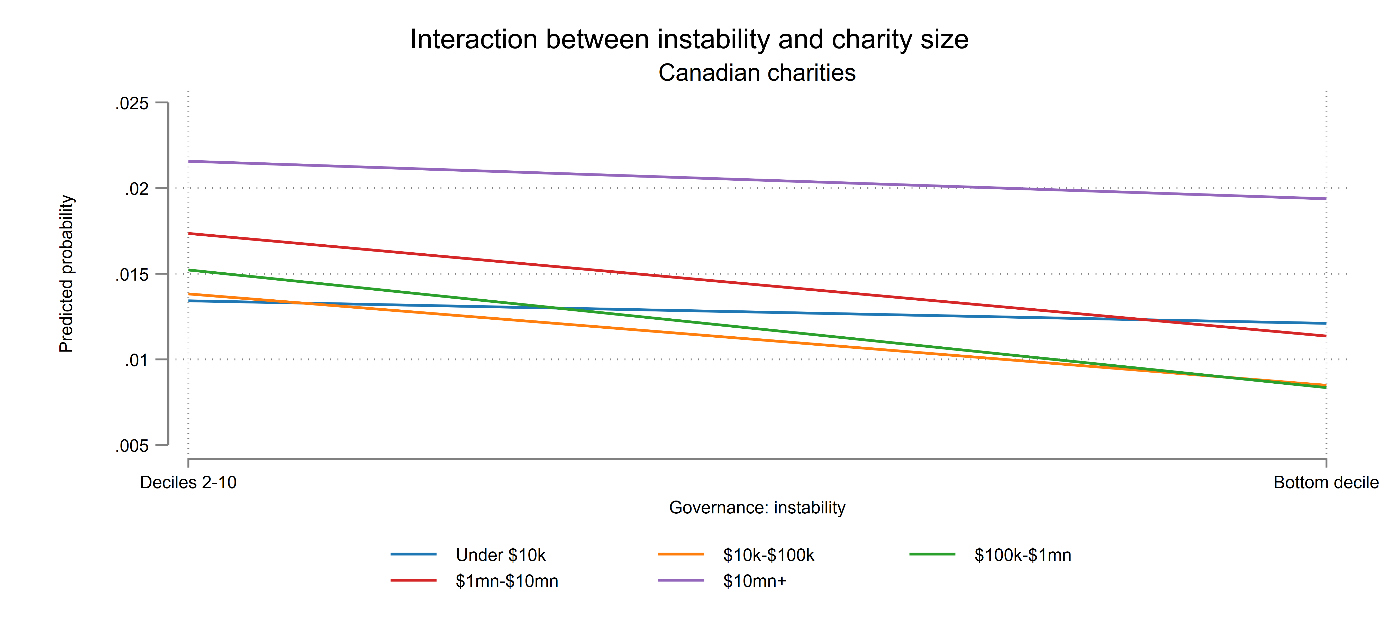 Interaction between instability and charity size
Canadian charities
.025
.02
.015
.01
.005
Predicted probability
Deciles 2-10
Bottom decile
Governance: instability
Under $10k
$10k-$100k
$100k-$1mn
$1mn-$10mn
$10mn+